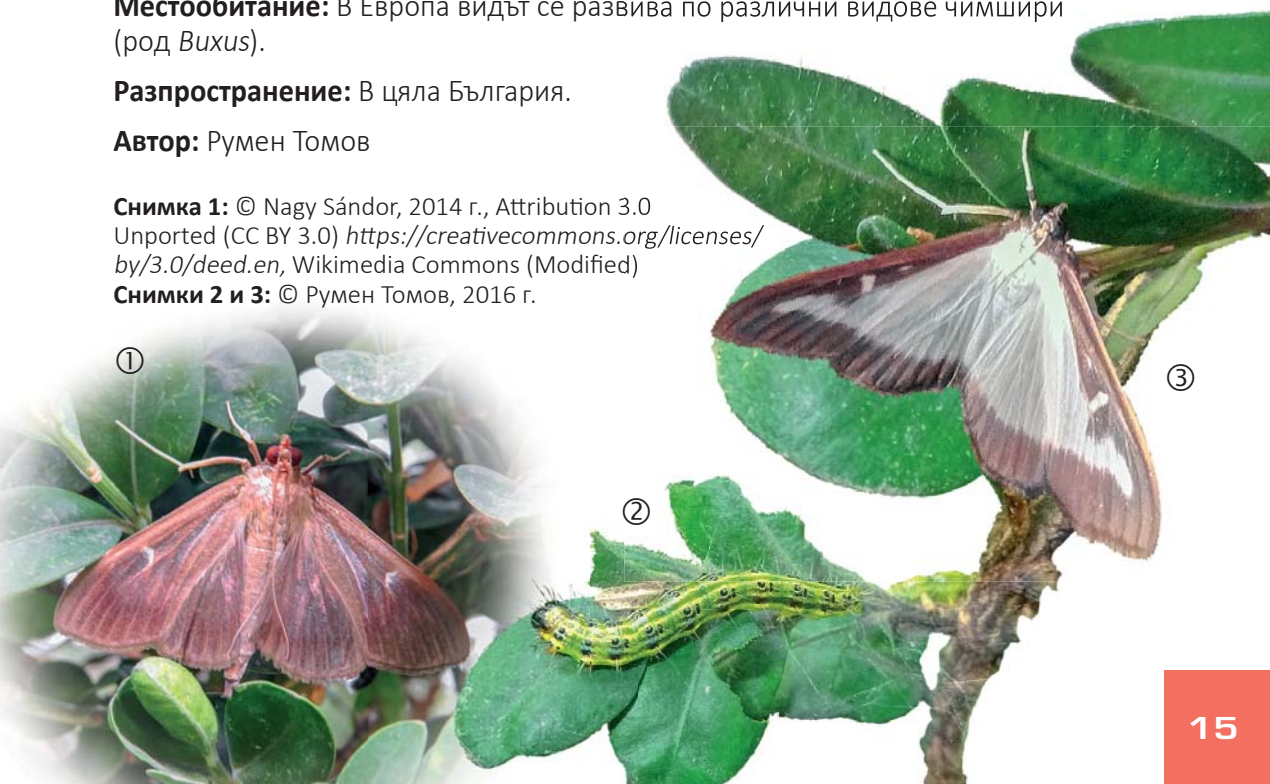 Местообитание: В Европа видът се развива по различни видове чимшири
(род Buxus).
Разпространение: В цяла България.
Автор: Румен Томов
Снимка 1: © Nagy Sándor, 2014 г., Attribution 3.0
Unported (CC BY 3.0) https://creativecommons.org/licenses/
by/3.0/deed.en, Wikimedia Commons (Modified)
Снимки 2 и 3: © Румен Томов, 2016 г.
①
③
②
15